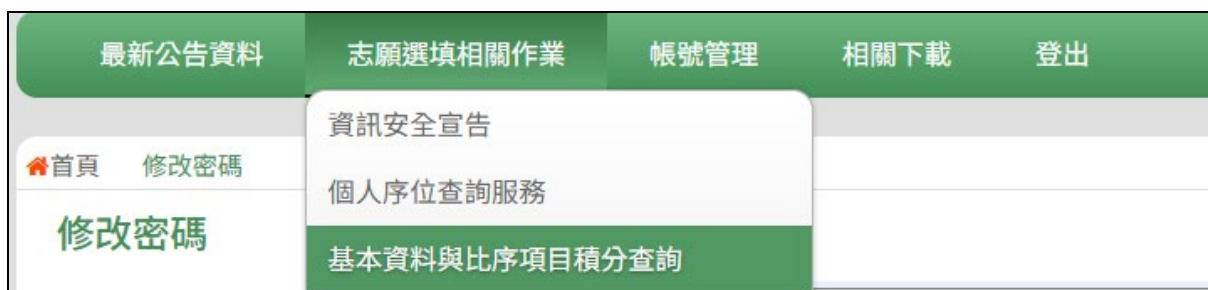 最新公告資料 志願選填相關作業 帳號管理 相關下載 登出
資訊安全宣告
首頁 修改密碼
個人序位查詢服務
修改密碼
基本資料與比序項目積分查詢